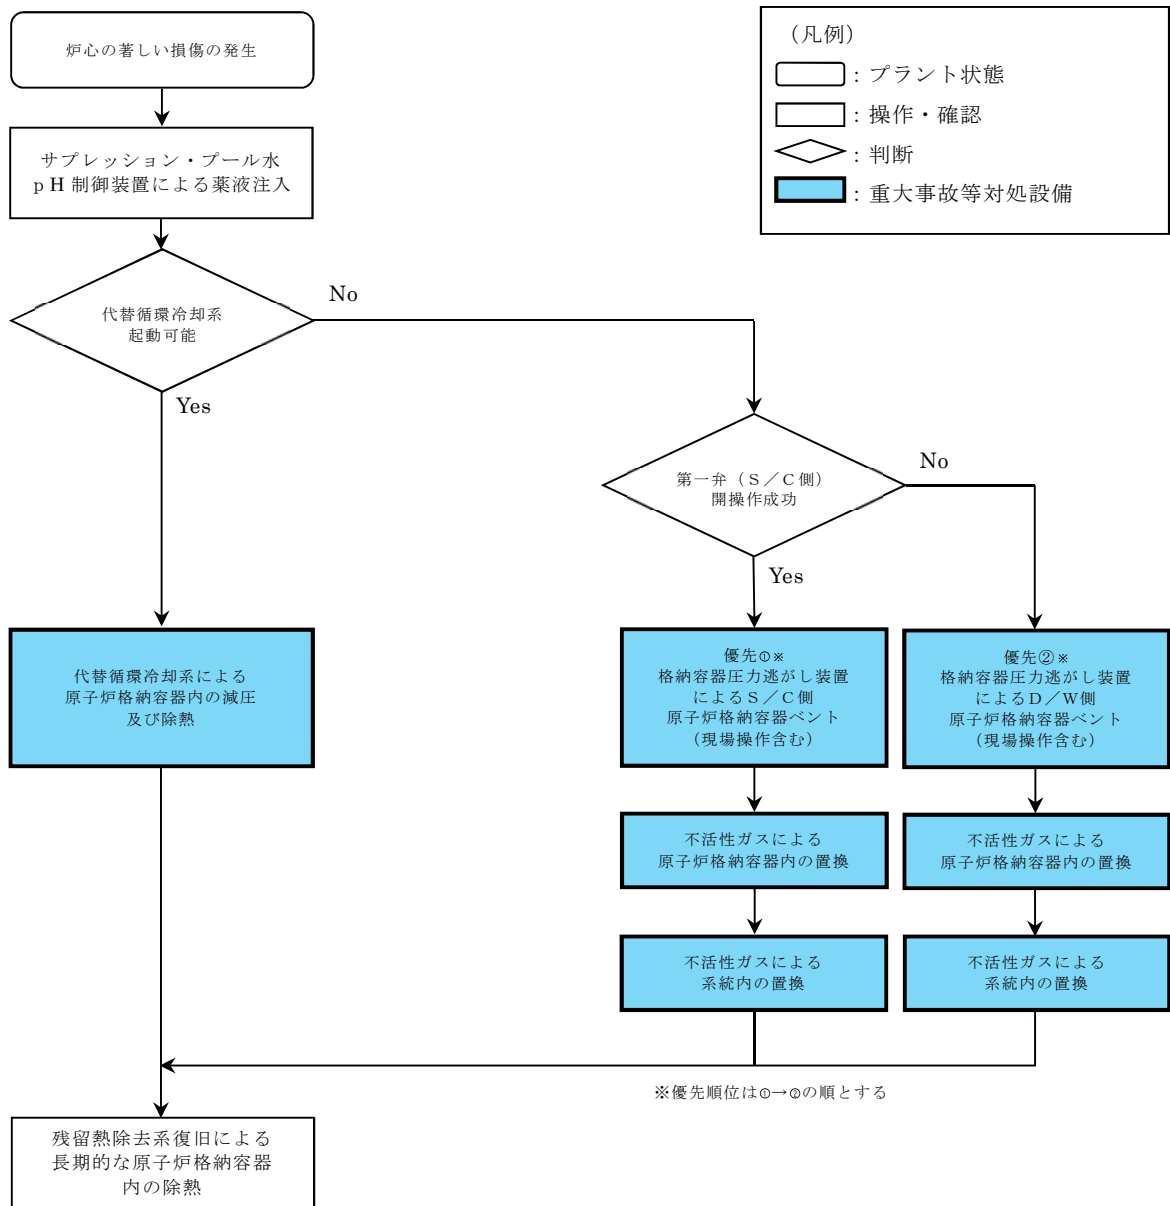 炉心の著しい損傷の発生
サプレッション・プール水
ｐＨ制御装置による薬液注入
代替循環冷却系
起動可能
No
Yes
第一弁（Ｓ／Ｃ側）
開操作成功
No
Yes
代替循環冷却系による
原子炉格納容器内の減圧
及び除熱
優先①※
格納容器圧力逃がし装置
によるＳ／Ｃ側
原子炉格納容器ベント
（現場操作含む）
優先②※
格納容器圧力逃がし装置
によるＤ／Ｗ側
原子炉格納容器ベント
（現場操作含む）
不活性ガスによる
原子炉格納容器内の置換
不活性ガスによる
原子炉格納容器内の置換
不活性ガスによる
系統内の置換
不活性ガスによる
系統内の置換
※優先順位は①→②の順とする
残留熱除去系復旧による
長期的な原子炉格納容器
内の除熱
（凡例）
：プラント状態
：操作・確認
：判断
：重大事故等対処設備